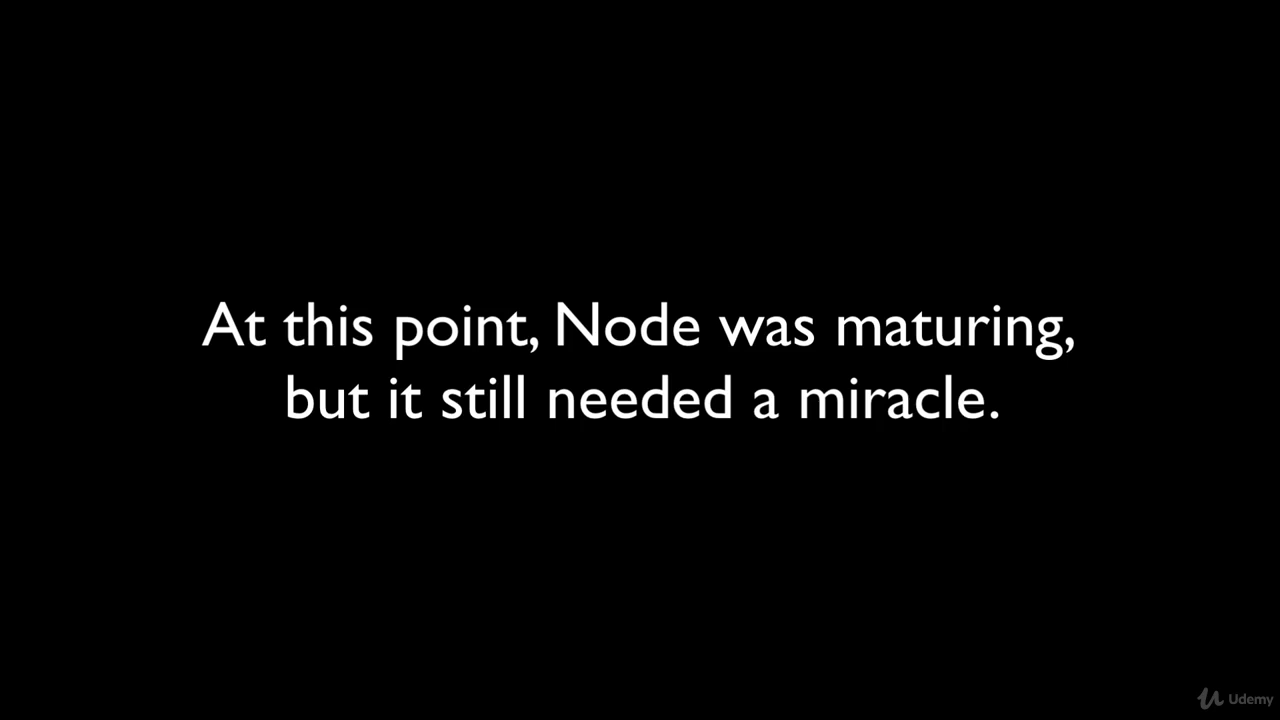 At this point, Node was maturing,
but it still needed a miracle.
Udemy